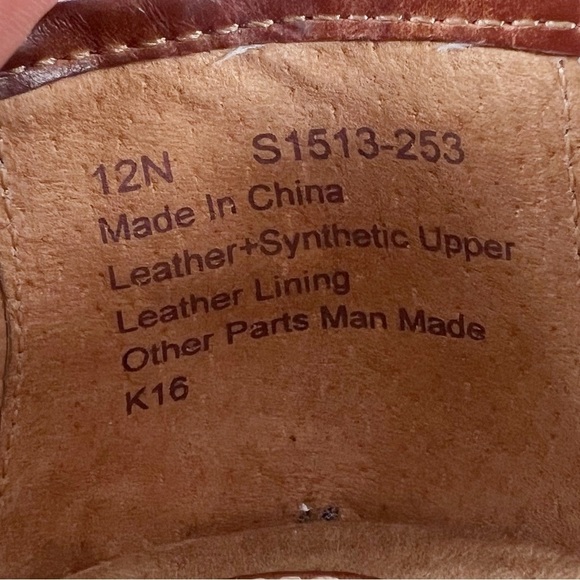 12N S1513-253
Made In China
Leather+Synthetic Upper
Leather Lining
Other Parts Man Made
K16